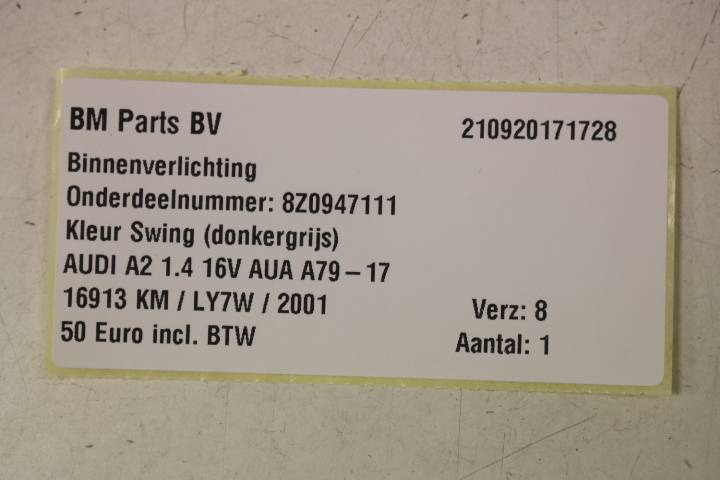 BM Parts BV 210920171728
Binnenverlichting
Onderdeelnummer: 8Z0947111
Kleur Swing (donkergrijs)
AUDI A2 1.4 16V AUA A79-17
16913 KM / LY7W / 2001 Verz: 8
50 Euro incl. BTW Aantal: 1